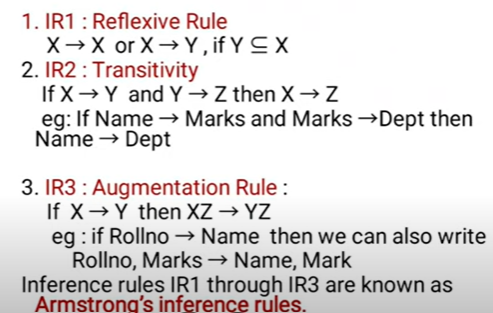 1. IR1 : Reflexive Rule
X → X or X → Y , if Y ⊆ X
2. IR2 : Transitivity
If X → Y and Y → Z then X → Z
eg: If Name → Marks and Marks →Dept then
Name → Dept
3. IR3 : Augmentation Rule :
If X → Y then XZ → YZ
eg : if Rollno → Name then we can also write
Rollno, Marks → Name, Mark
Inference rules IR1 through IR3 are known as
Armstrong's inference rules.